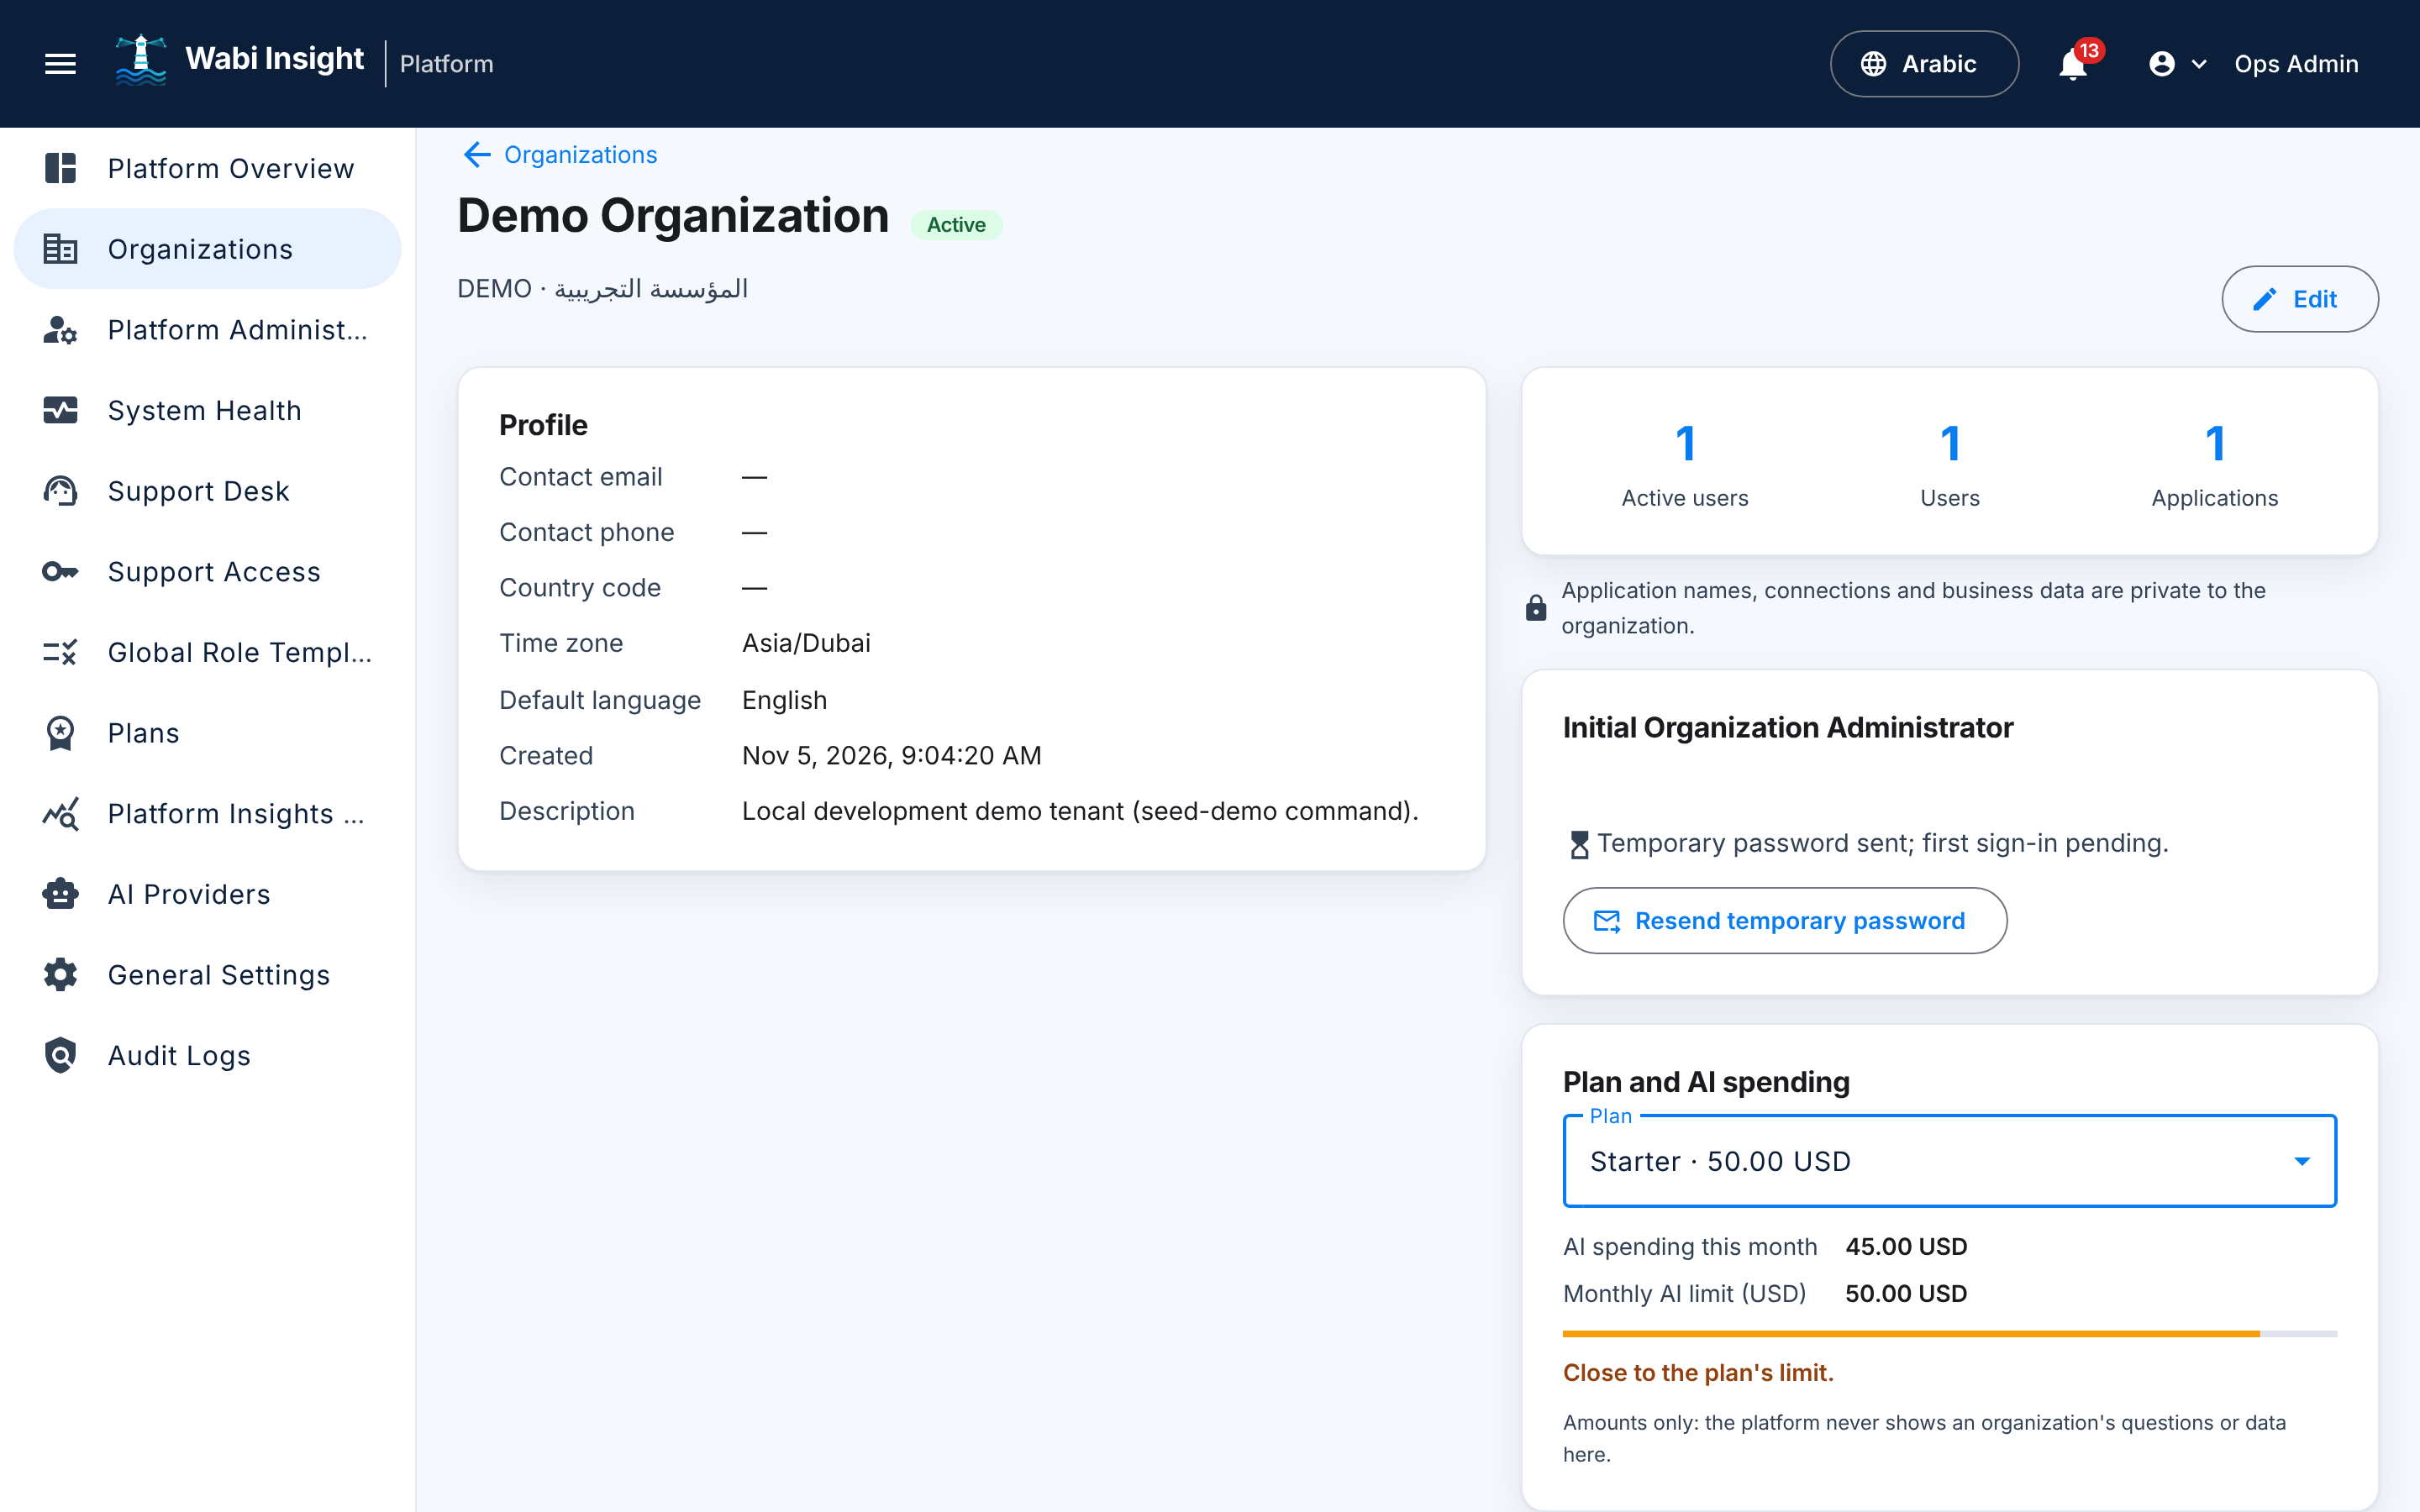 Wabi Insight
Platform
Arabic
13
Ops Admin
Platform Overview
Organizations
Platform Administ...
System Health
Support Desk
Support Access
Global Role Templ...
Plans
Platform Insights ...
AI Providers
General Settings
Audit Logs
Organizations
Demo Organization
Active
DEMO · المؤسسة التجريبية
Edit
Profile
Contact email —
Contact phone —
Country code —
Time zone Asia/Dubai
Default language English
Created Nov 5, 2026, 9:04:20 AM
Description Local development demo tenant (seed-demo command).
1 1 1
Active users Users Applications
Application names, connections and business data are private to the
organization.
Initial Organization Administrator
Temporary password sent; first sign-in pending.
Resend temporary password
Plan and AI spending
Plan
Starter · 50.00 USD
AI spending this month 45.00 USD
Monthly AI limit (USD) 50.00 USD
Close to the plan's limit.
Amounts only: the platform never shows an organization's questions or data
here.